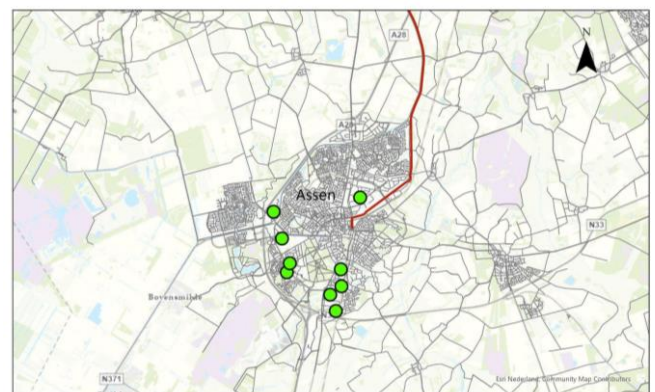 A28
N
A28
Assen
N33
Bovensmilde
N371
Esri Nederland, Community Map Contributors